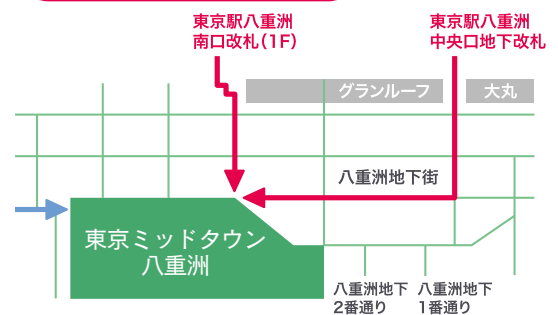 東京駅八重洲
南口改札(1F)
東京駅八重洲
中央口地下改札
グランルーフ
大丸
八重洲地下街
東京ミッドタウン
八重洲
八重洲地下
2番通り
八重洲地下
1番通り